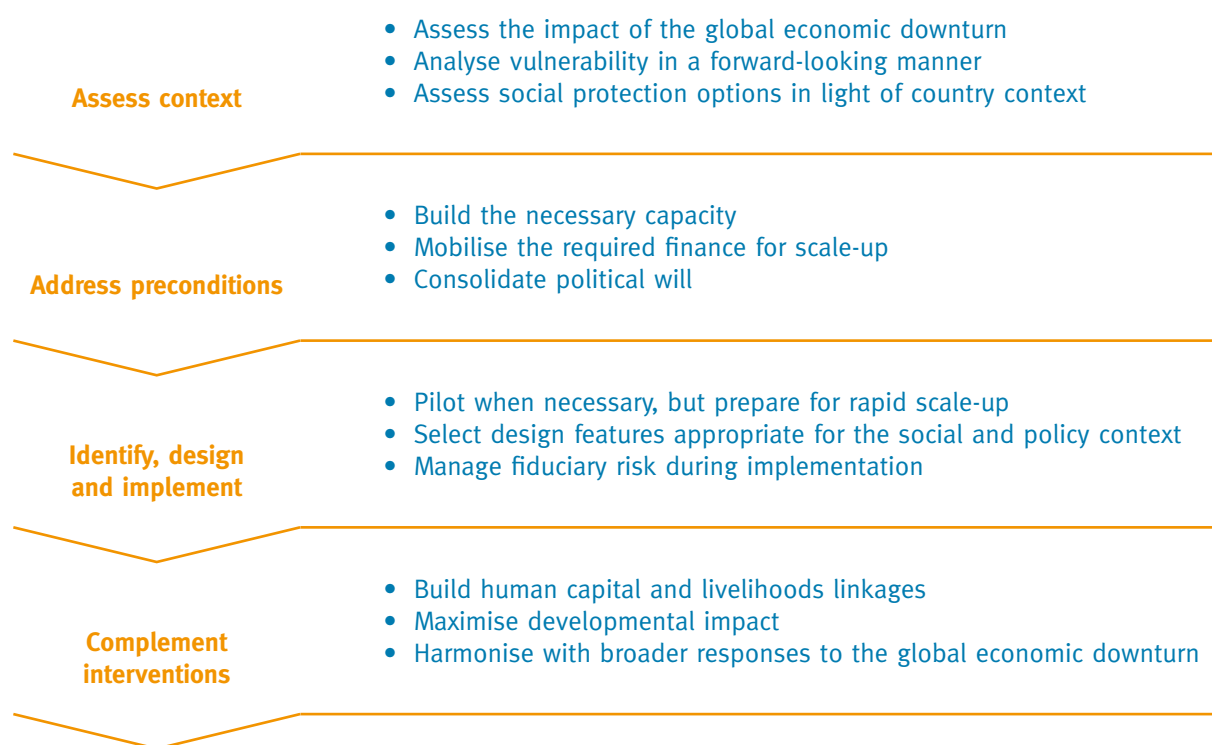 Assess context
• Assess the impact of the global economic downturn
• Analyse vulnerability in a forward-looking manner
• Assess social protection options in light of country context
Address preconditions
• Build the necessary capacity
• Mobilise the required finance for scale-up
• Consolidate political will
Identify, design
and implement
• Pilot when necessary, but prepare for rapid scale-up
• Select design features appropriate for the social and policy context
• Manage fiduciary risk during implementation
Complement
interventions
• Build human capital and livelihoods linkages
• Maximise developmental impact
• Harmonise with broader responses to the global economic downturn